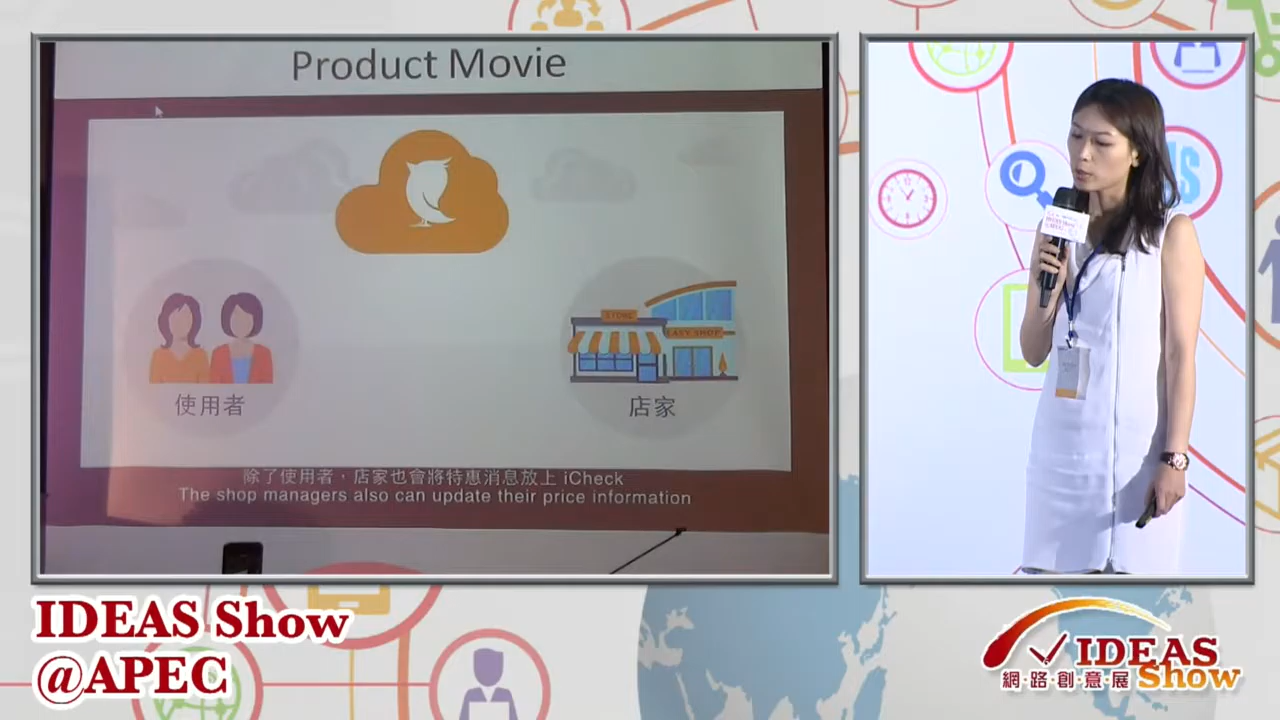 Product Movie
STORE
EASY SHOP
使用者
店家
除了使用者，店家也會將特惠消息放上 iCheck
The shop managers also can update their price information
IDEAS Show
@APEC
IDEAS
網·路·創·意·展 Show